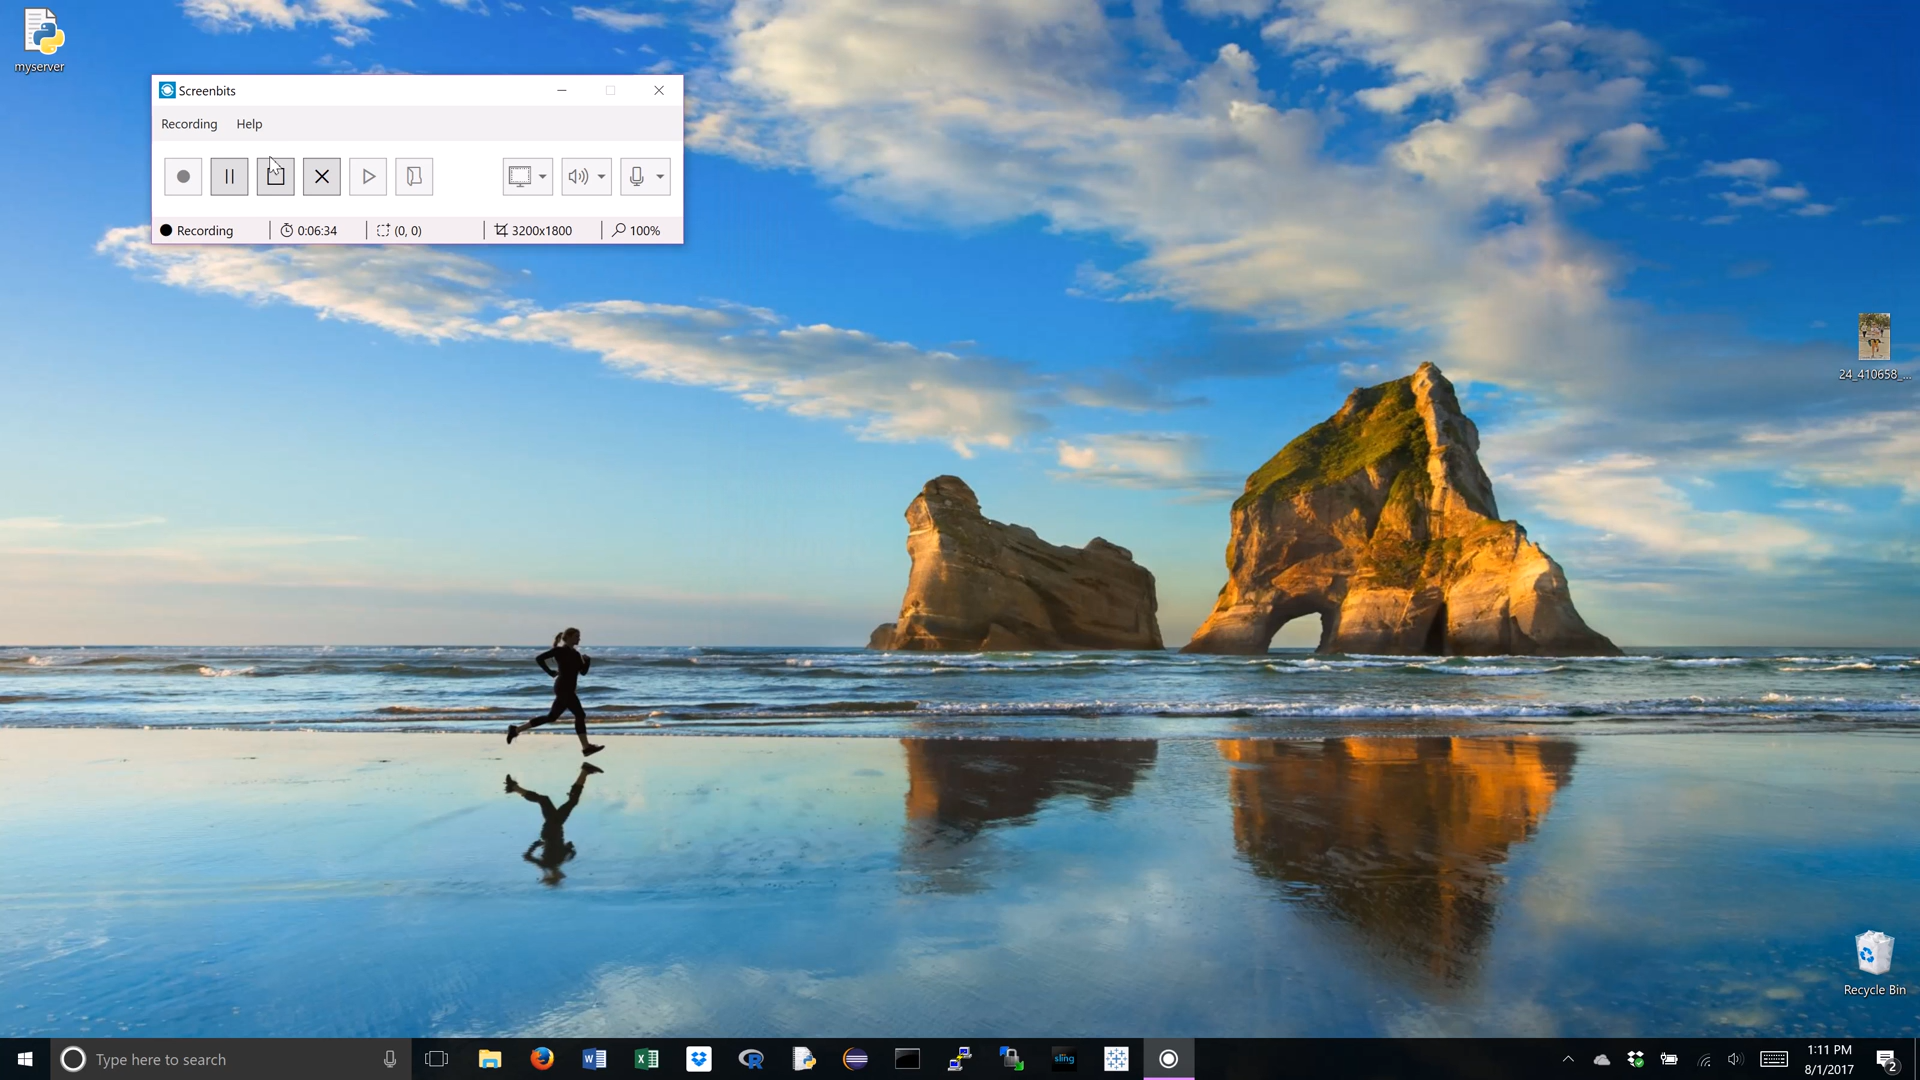 myserver
Screenbits
Recording Help
Recording 0:06:34 (0, 0) 3200x1800 100%
24_410658_...
Recycle Bin
Type here to search
sling
1:11 PM
8/1/2017
2